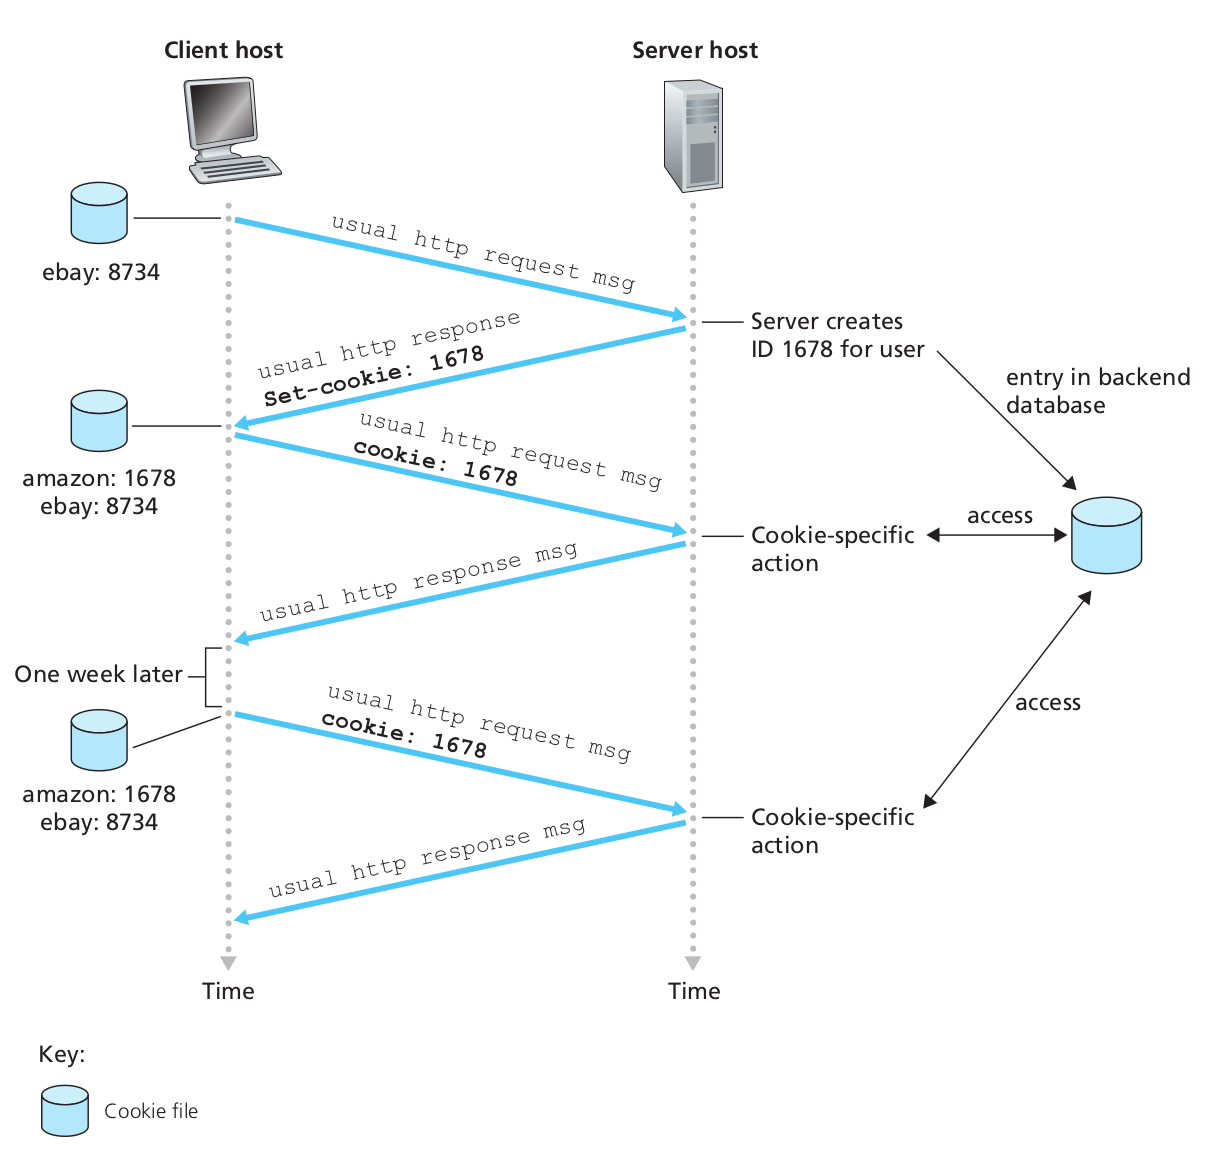 Client host
Server host
usual http request msg
ebay: 8734
Server creates
ID 1678 for user
usual http response
Set-cookie: 1678
entry in backend
database
amazon: 1678
ebay: 8734
usual http request msg
cookie: 1678
access
Cookie-specific
action
usual http response msg
One week later
usual http request msg
cookie: 1678
access
amazon: 1678
ebay: 8734
Cookie-specific
action
usual http response msg
Time
Time
Key:
Cookie file